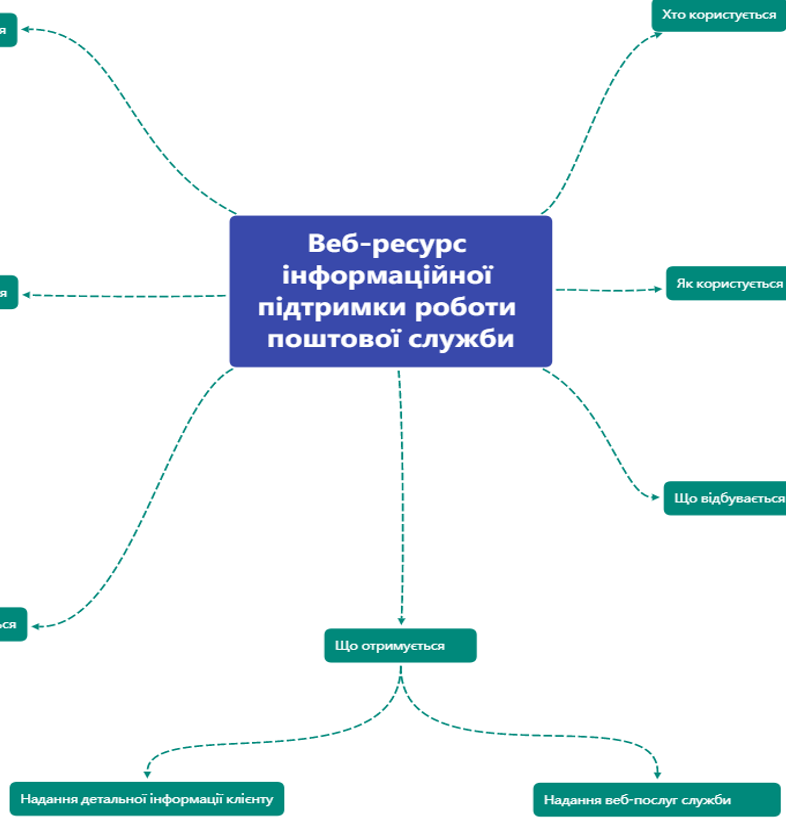 Хто користується
Веб-ресурс
інформаційної
підтримки роботи
поштової служби
Як користується
Що відбувається
Що отримується
Надання детальної інформації клієнту
Надання веб-послуг служби